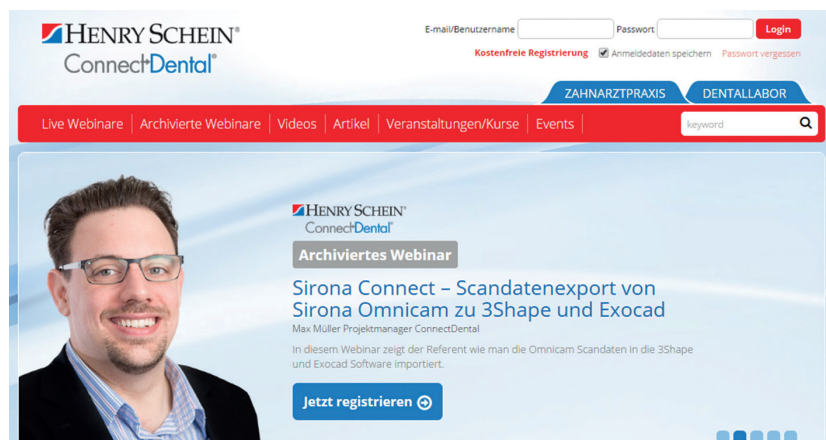 HENRY SCHEIN®
ConnectDental®
E-mail/Benutzername Passwort Login
Kostenfreie Registrierung Anmeldedaten speichern Passwort vergessen
ZAHNARZTPRAXIS DENTALLABOR
Live Webinare Archivierte Webinare Videos Artikel Veranstaltungen/Kurse Events keyword
HENRY SCHEIN®
ConnectDental®
Archiviertes Webinar
Sirona Connect – Scandatenexport von
Sirona Omnicam zu 3Shape und Exocad
Max Müller Projektmanager ConnectDental
In diesem Webinar zeigt der Referent wie man die Omnicam Scandaten in die 3Shape
und Exocad Software importiert.
Jetzt registrieren